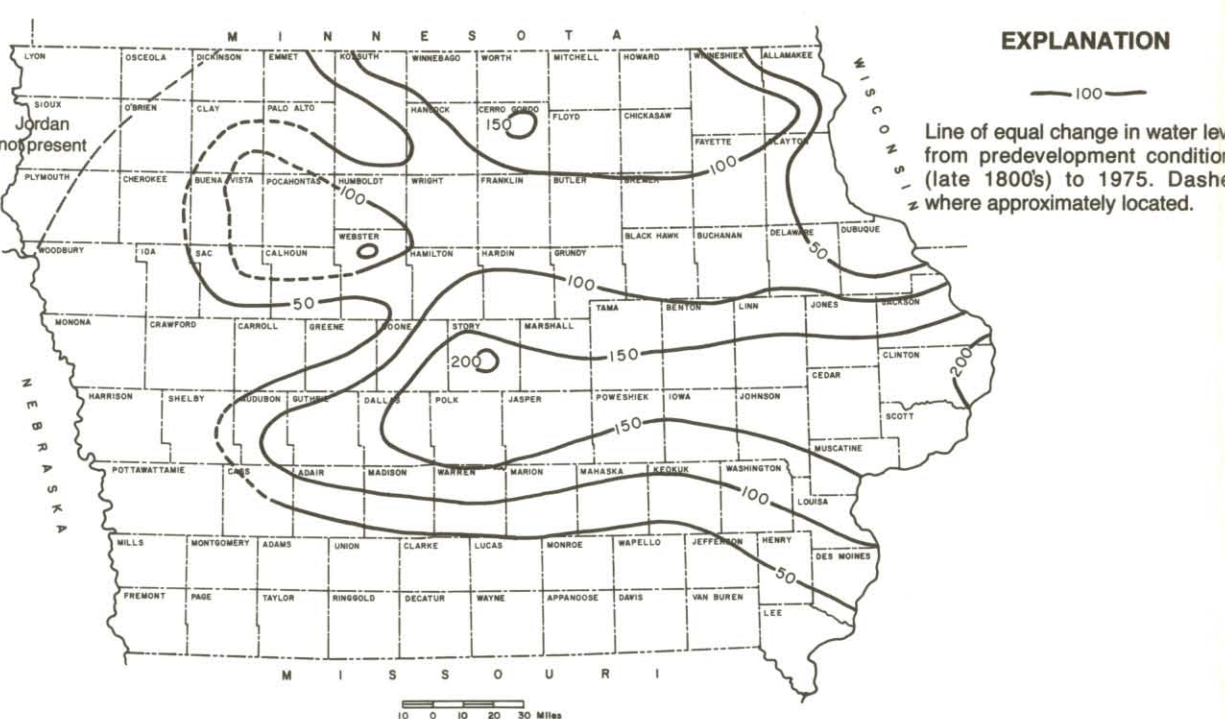 M I N N E S O T A
EXPLANATION
100
Line of equal change in water lev
from predevelopment condition
(late 1800's) to 1975. Dashe
where approximately located.
W I S C O N S I N
LYON OSCEOLA DICKINSON EMMET KOSSUTH WINNEBAGO WORTH MITCHELL HOWARD WINNESHIEK ALLAMAKEE
SIOUX O'BRIEN CLAY PALO ALTO HANCOCK CERRO GORDO FLOYD CHICKASAW
150
Jordan
not present
FAYETTE CLAYTON
100
PLYMOUTH CHEROKEE BUENA VISTA POCAHONTAS HUMBOLDT WRIGHT FRANKLIN BUTLER BREMER
100
WEBSTER BLACK HAWK BUCHANAN DELAWARE DUBUQUE
50
WOODBURY IDA SAC CALHOUN HAMILTON HARDIN GRUNDY
100
50
TAMA BENTON LINN JONES JACKSON
MONONA CRAWFORD CARROLL GREENE BOONE STORY MARSHALL
200
150
CLINTON
200
CEDAR
HARRISON SHELBY AUDUBON GUTHRIE DALLAS POLK JASPER POWESHIEK IOWA JOHNSON
SCOTT
150
MUSCATINE
N E B R A S K A
POTTAWATTAMIE CASS ADAIR MADISON WARREN MARION MAHASKA KEOKUK WASHINGTON
100
LOUISA
MILLS MONTGOMERY ADAMS UNION CLARKE LUCAS MONROE WAPELLO JEFFERSON HENRY
DES MOINES
50
FREMONT PAGE TAYLOR RINGGOLD DECATUR WAYNE APPANOOSE DAVIS VAN BUREN
LEE
M I S S O U R I
10 0 10 20 30 Miles